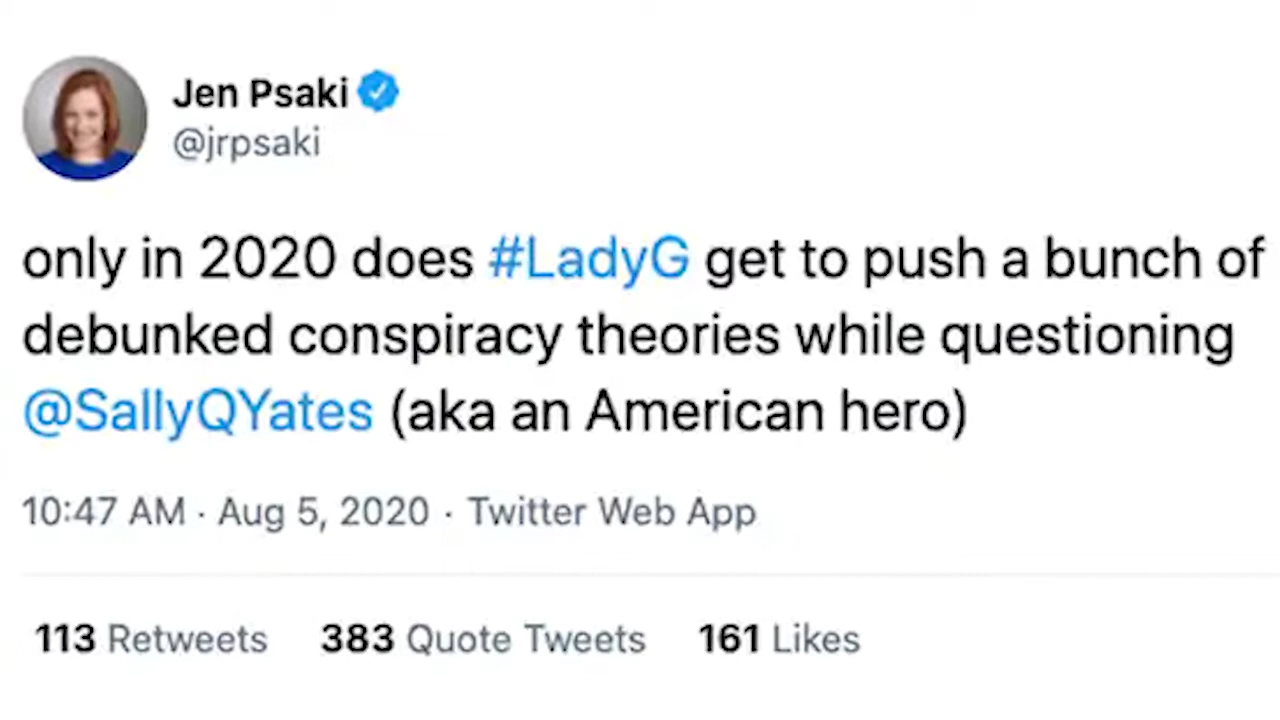 Jen Psaki
@jrpsaki
only in 2020 does #LadyG get to push a bunch of
debunked conspiracy theories while questioning
@SallyQYates (aka an American hero)
10:47 AM · Aug 5, 2020 · Twitter Web App
113 Retweets 383 Quote Tweets 161 Likes